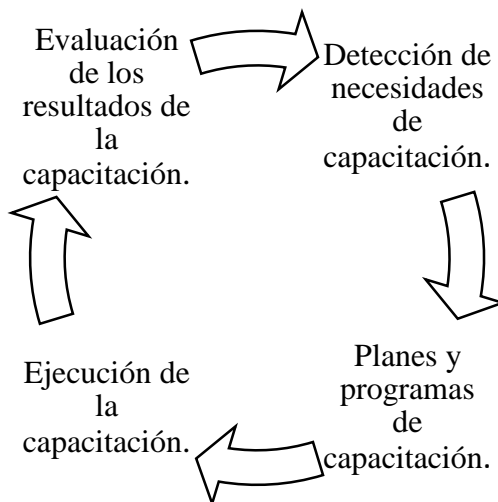 Evaluación
de los
resultados de
la
capacitación.
Detección de
necesidades
de
capacitación.
Planes y
programas
de
capacitación.
Ejecución de
la
capacitación.